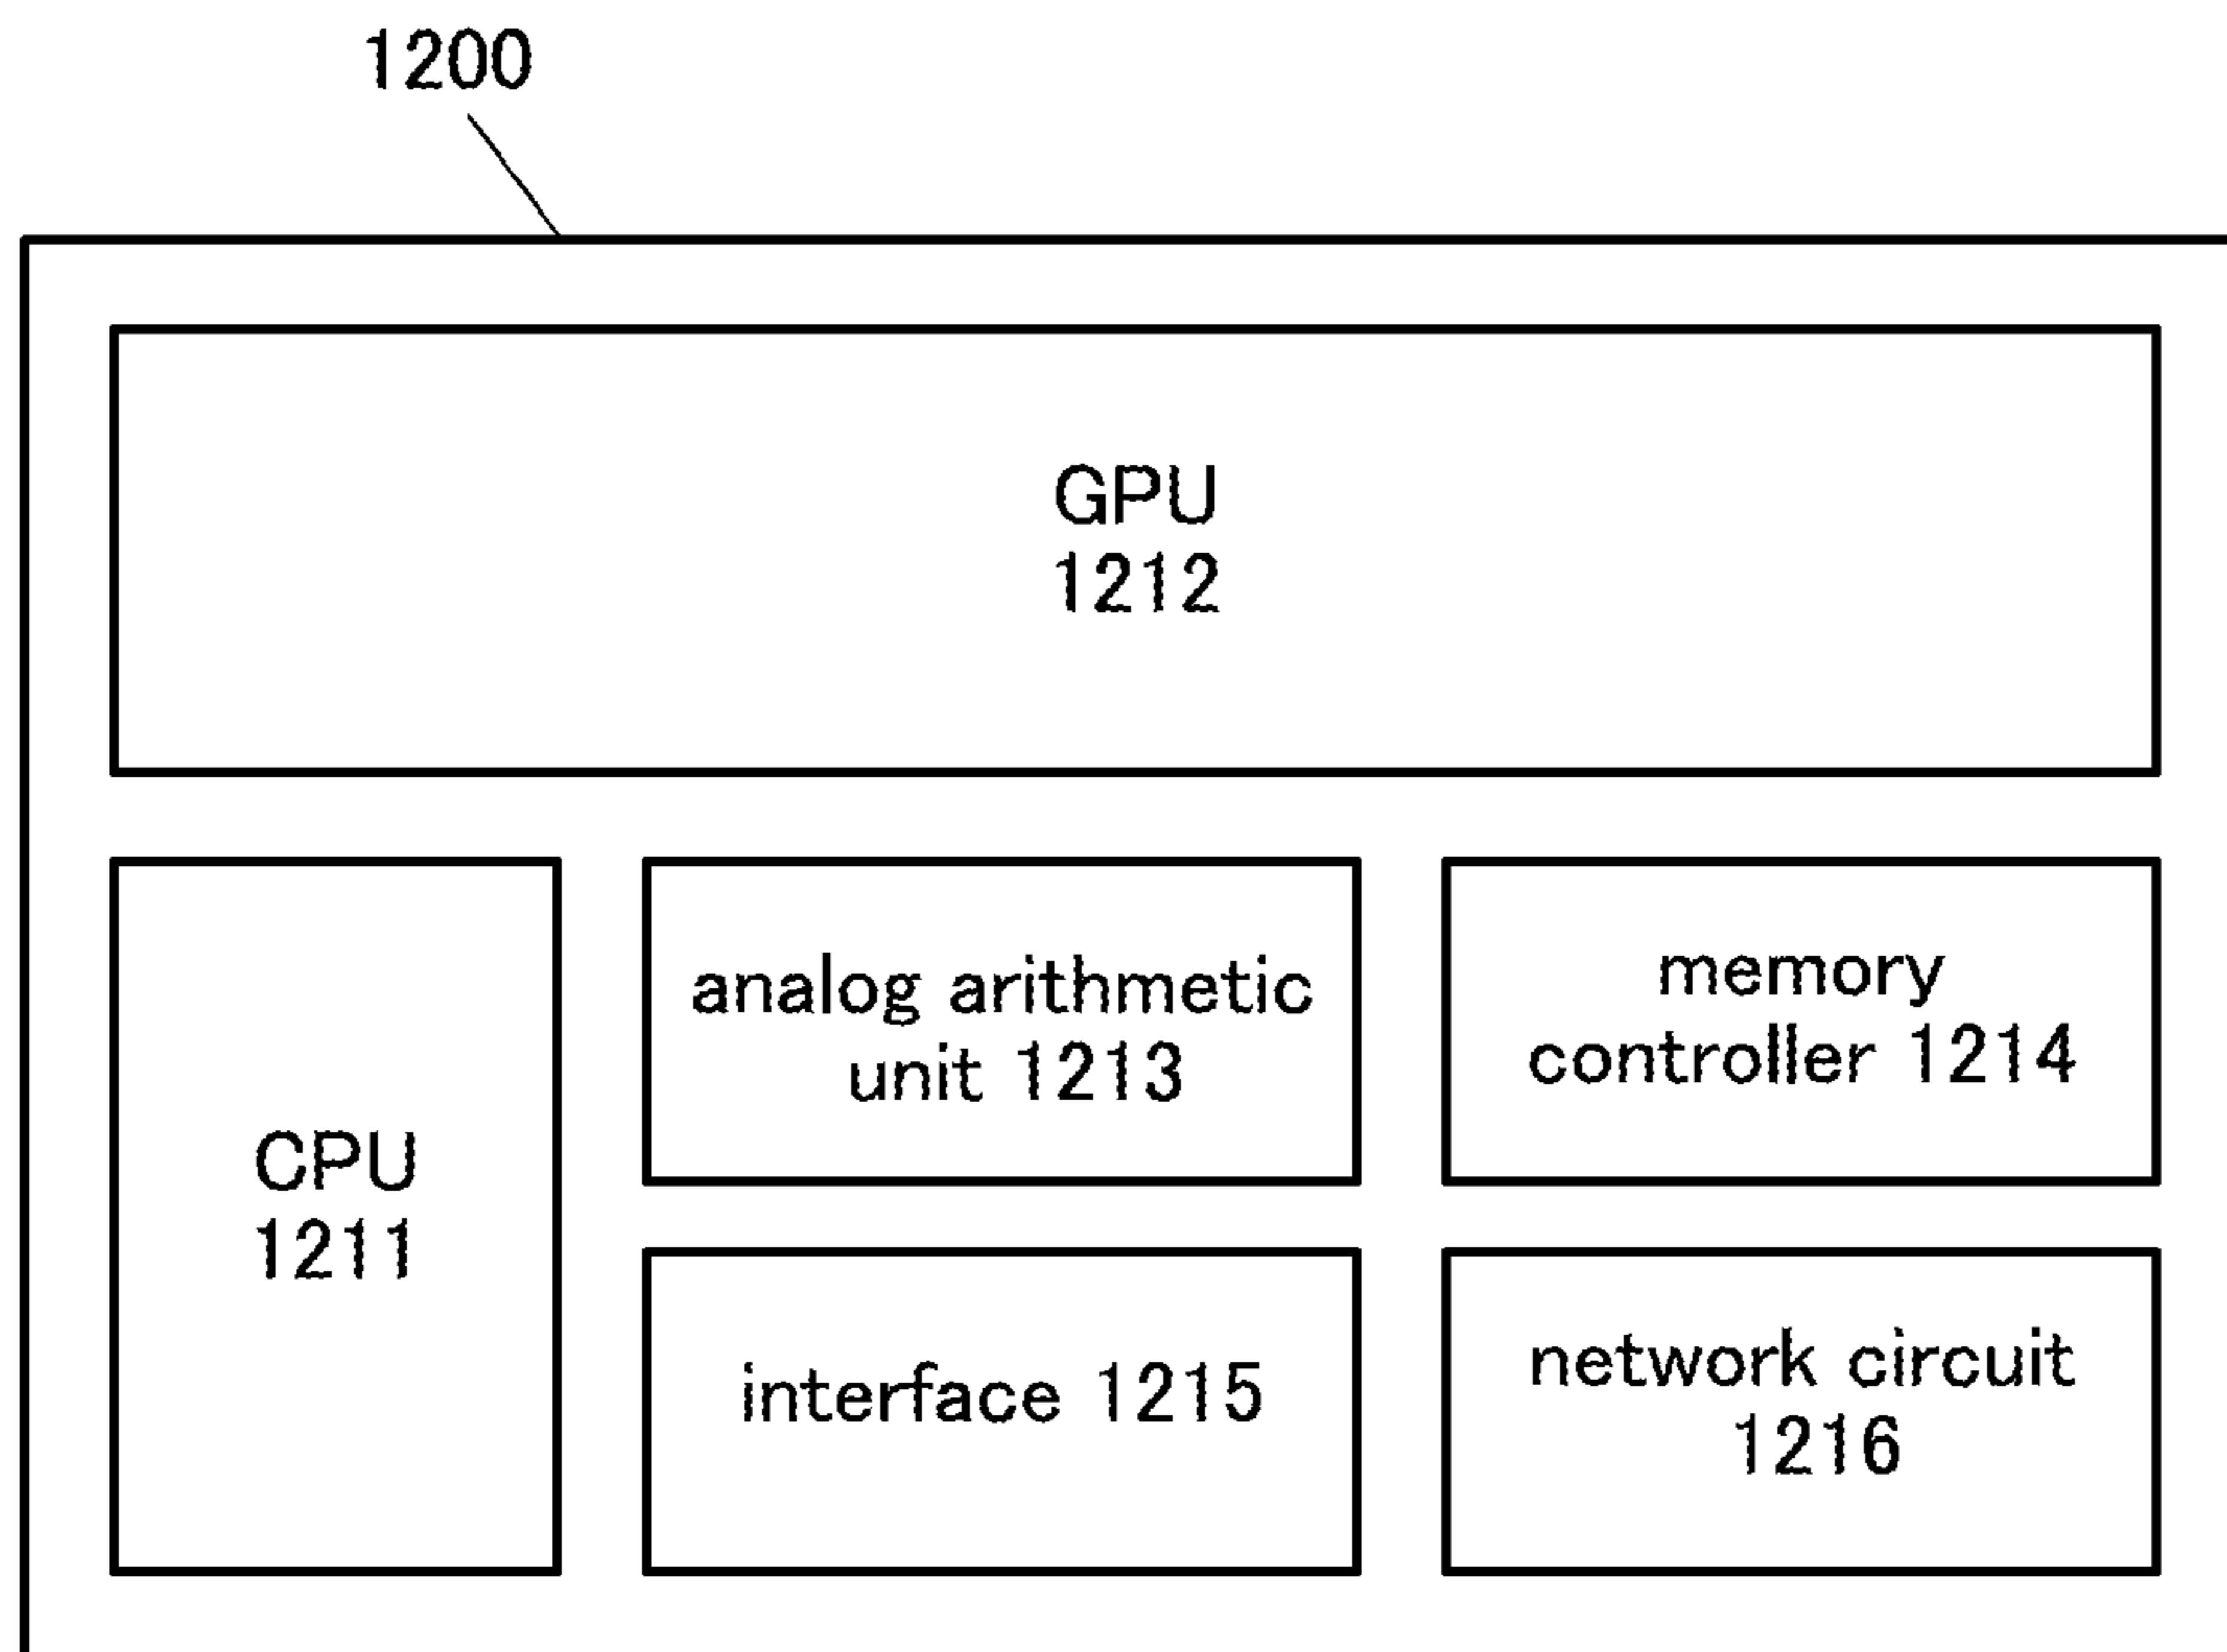 1200
GPU
1212
CPU
1211
analog arithmetic
unit 1213
memory
controller 1214
interface 1215
network circuit
1216